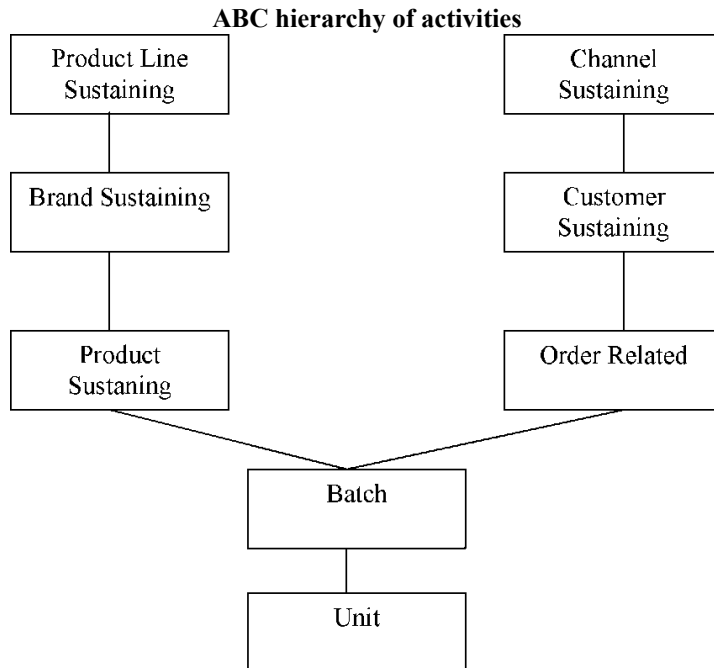 ABC hierarchy of activities
Product Line
Sustaining
Channel
Sustaining
Brand Sustaining
Customer
Sustaining
Product
Sustaning
Order Related
Batch
Unit